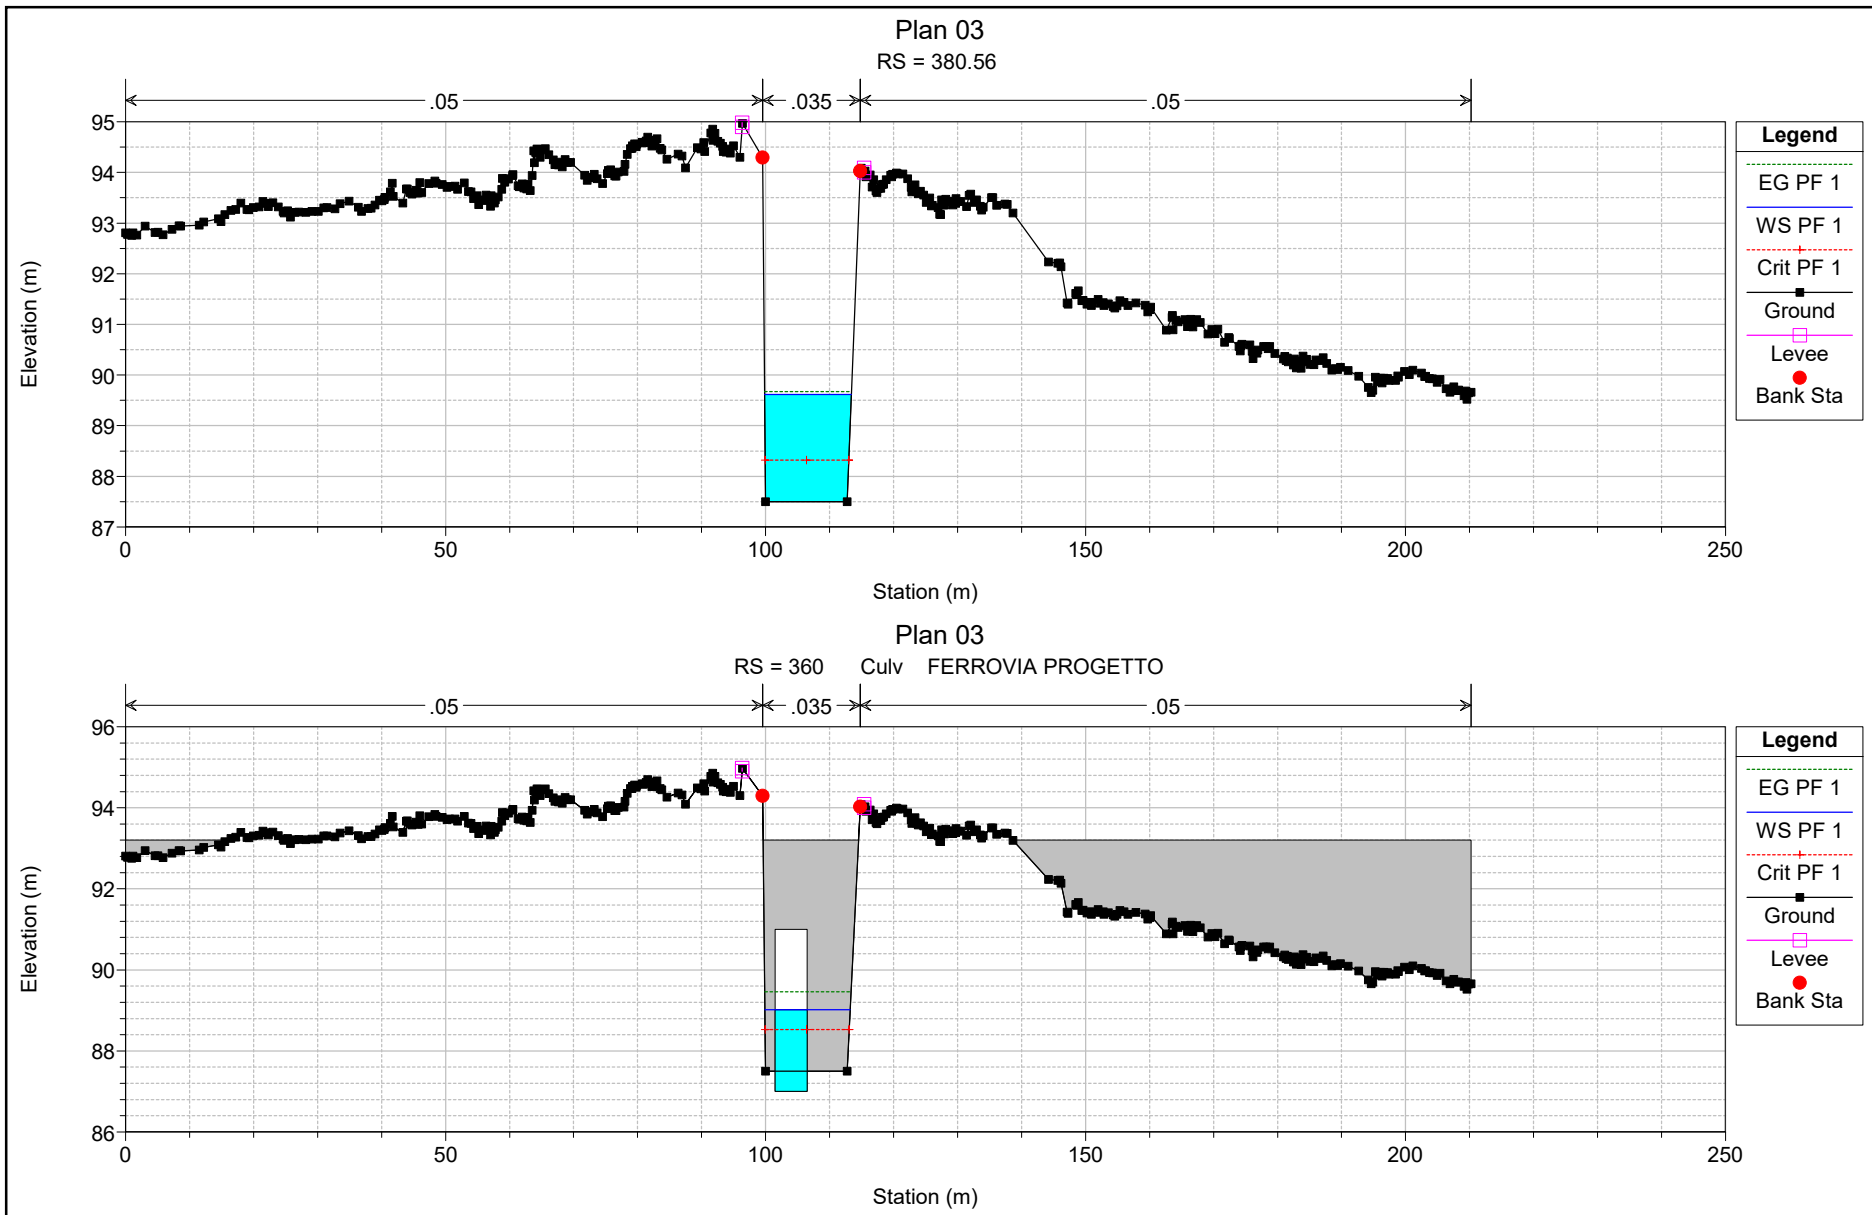 Plan 03
RS = 380.56
.05 .035 .05
95
94
93
92
91
90
89
88
87
Elevation (m)
0 50 100 150 200 250
Station (m)
Legend
EG PF 1
WS PF 1
Crit PF 1
Ground
Levee
Bank Sta
Plan 03
RS = 360 Culv FERROVIA PROGETTO
.05 .035 .05
96
94
92
90
88
86
Elevation (m)
0 50 100 150 200 250
Station (m)
Legend
EG PF 1
WS PF 1
Crit PF 1
Ground
Levee
Bank Sta